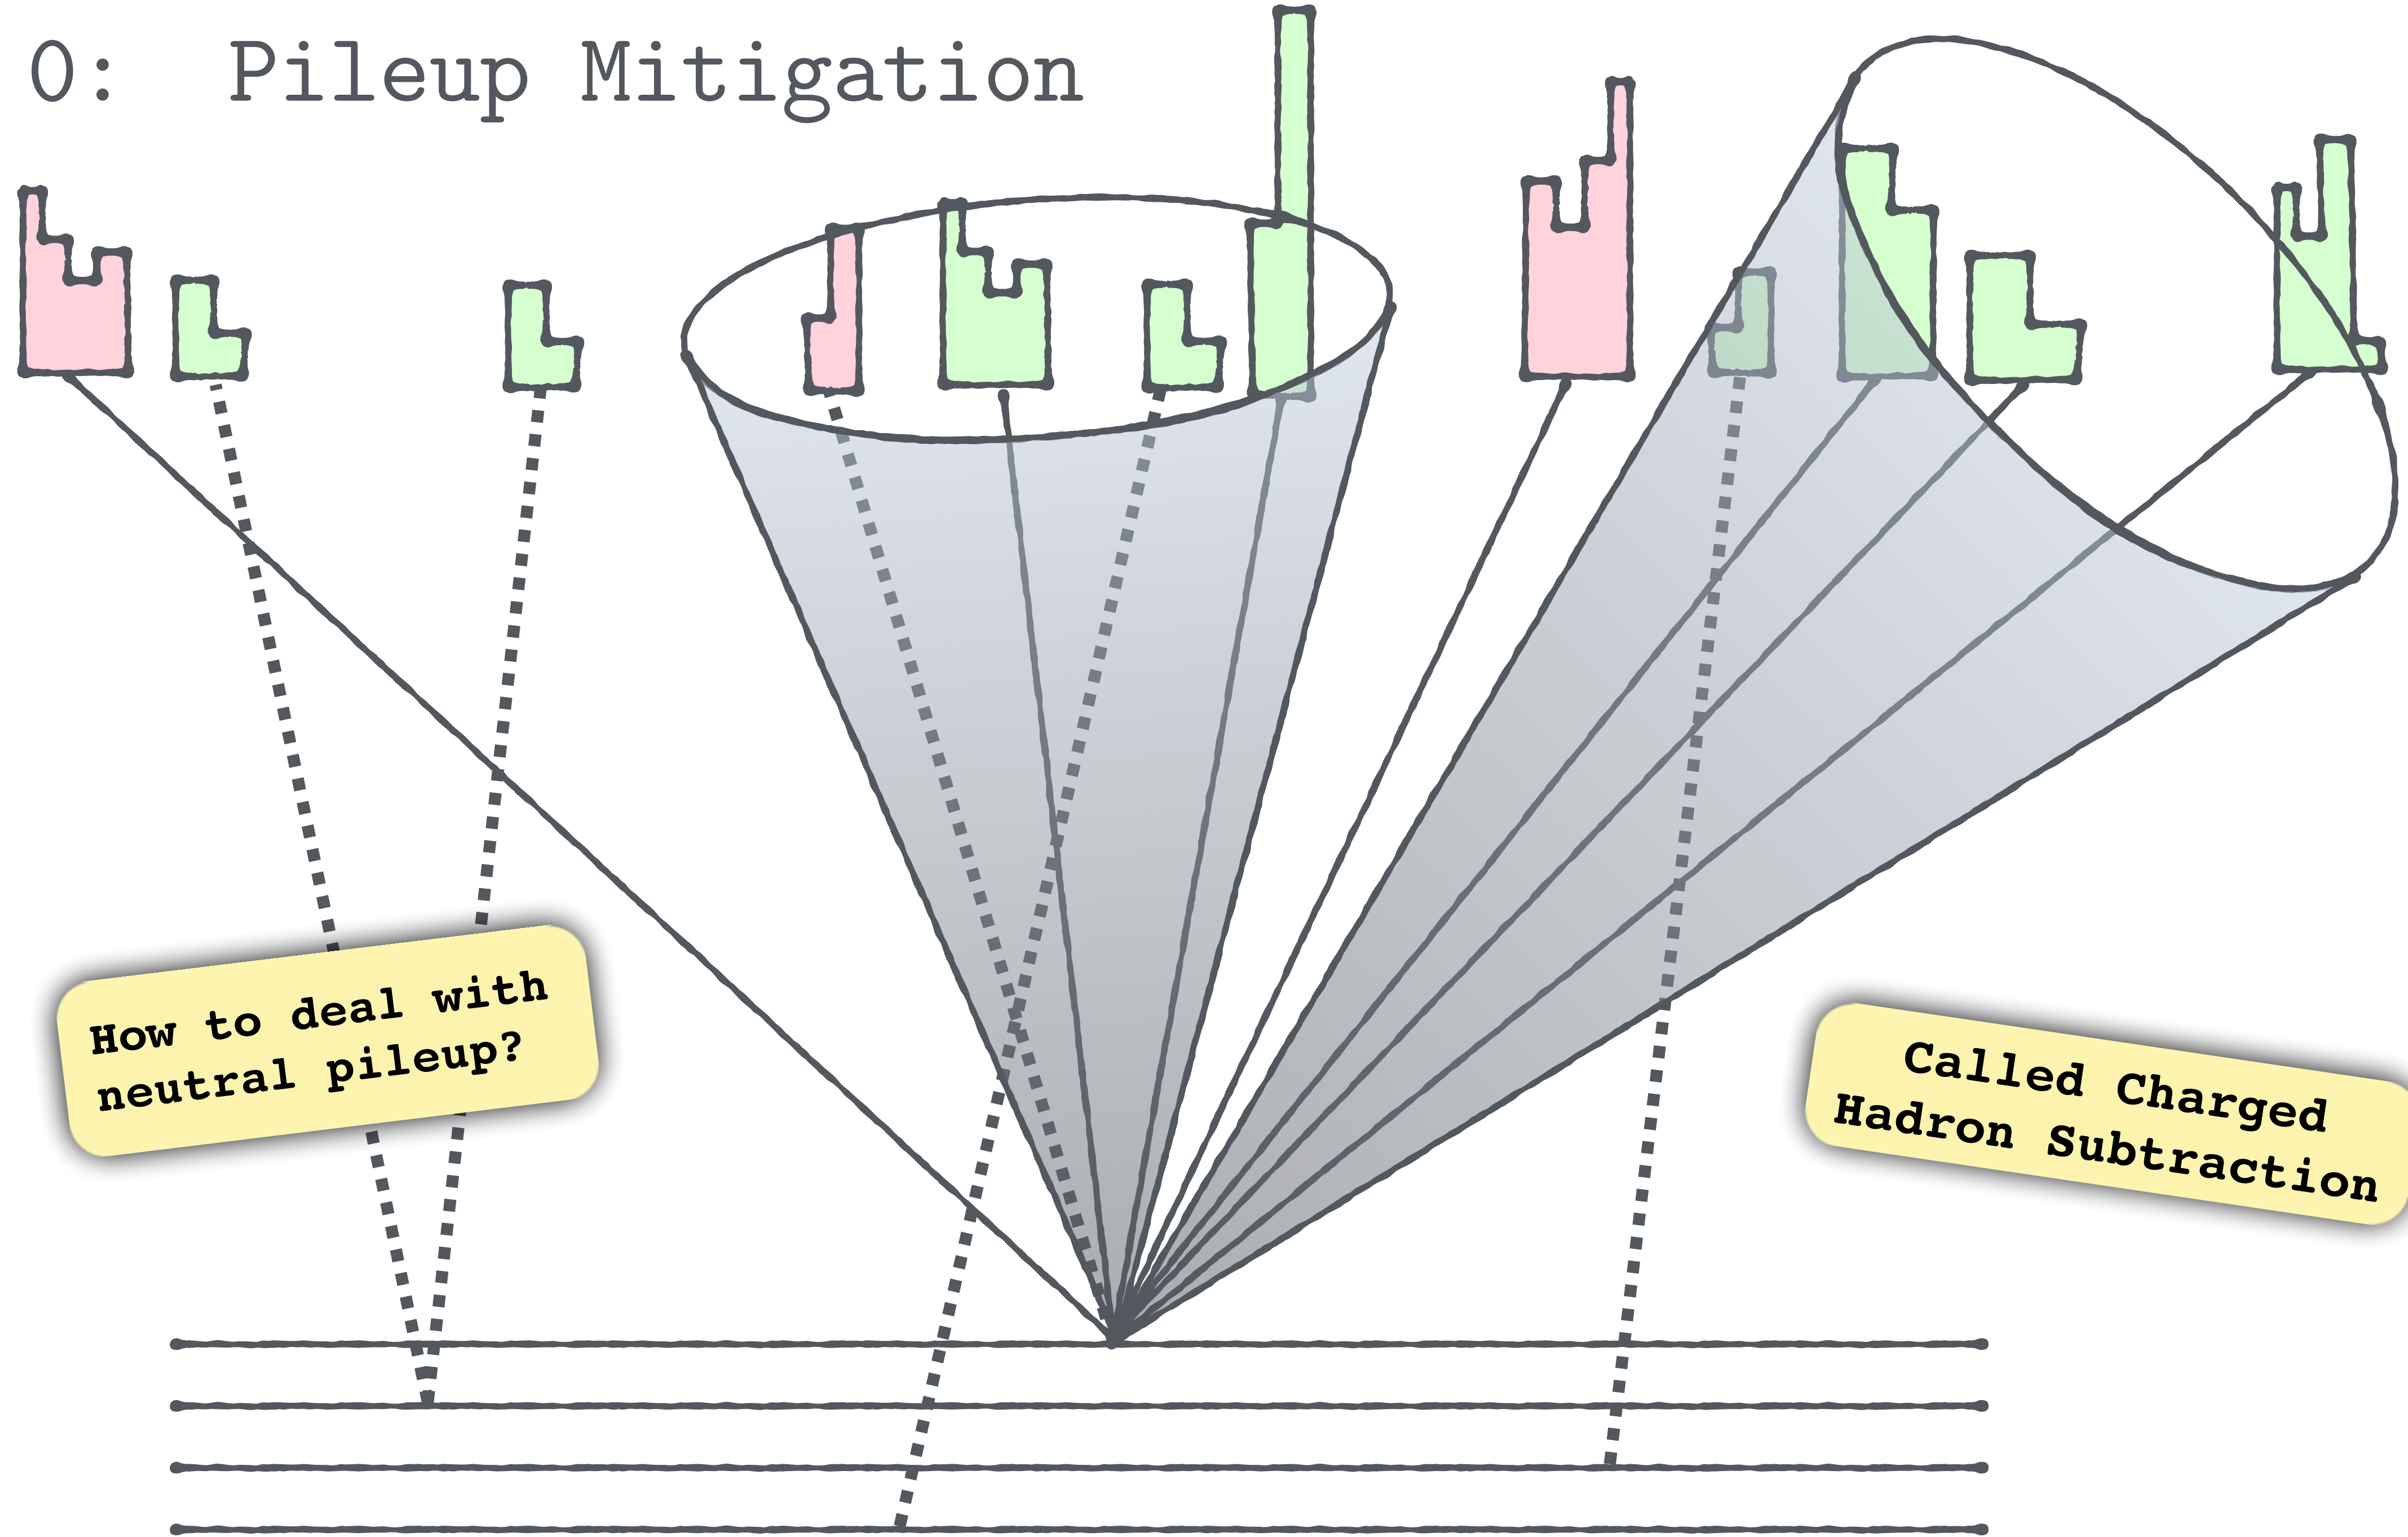 0: Pileup Mitigation
How to deal with
neutral pileup?
Called Charged
Hadron Subtraction